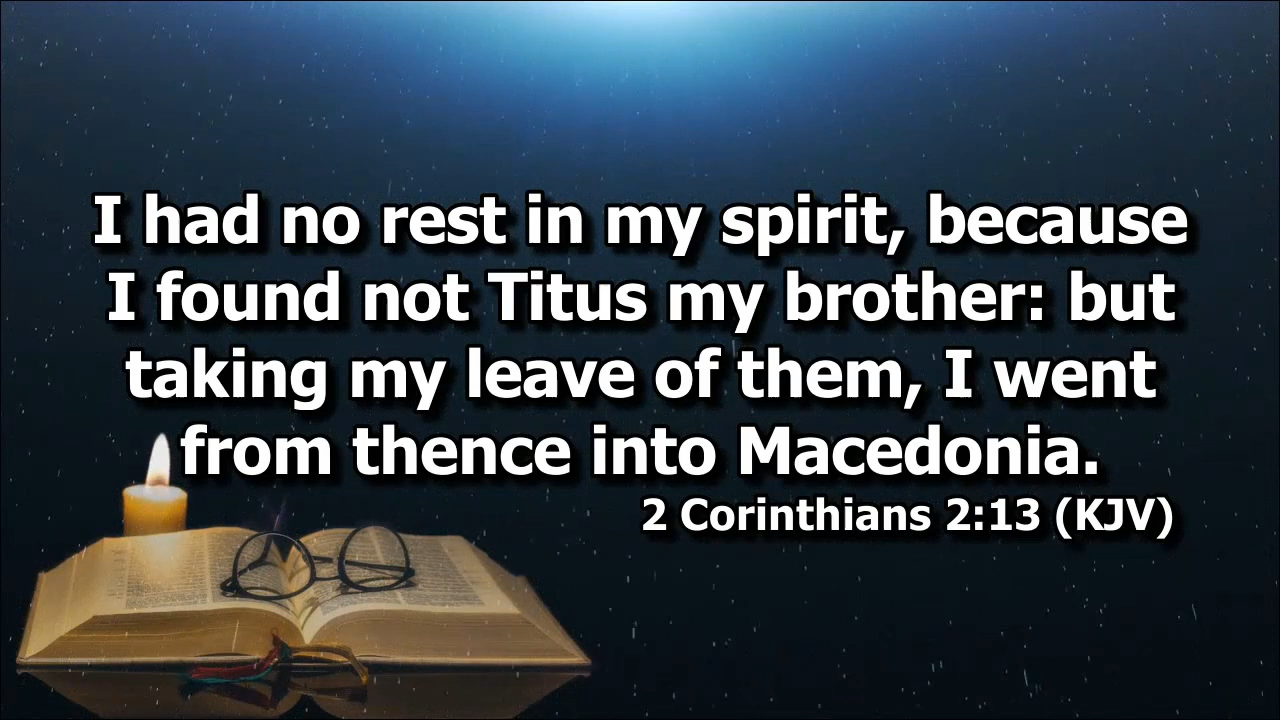 I had no rest in my spirit, because
I found not Titus my brother: but
taking my leave of them, I went
from thence into Macedonia.
2 Corinthians 2:13 (KJV)